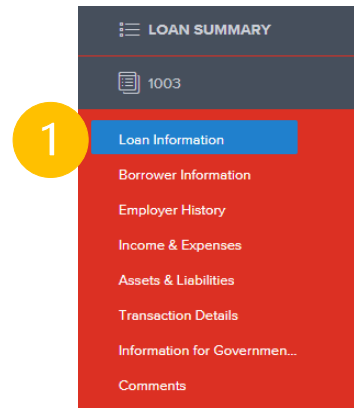 LOAN SUMMARY
1003
1
Loan Information
Borrower Information
Employer History
Income & Expenses
Assets & Liabilities
Transaction Details
Information for Governmen...
Comments